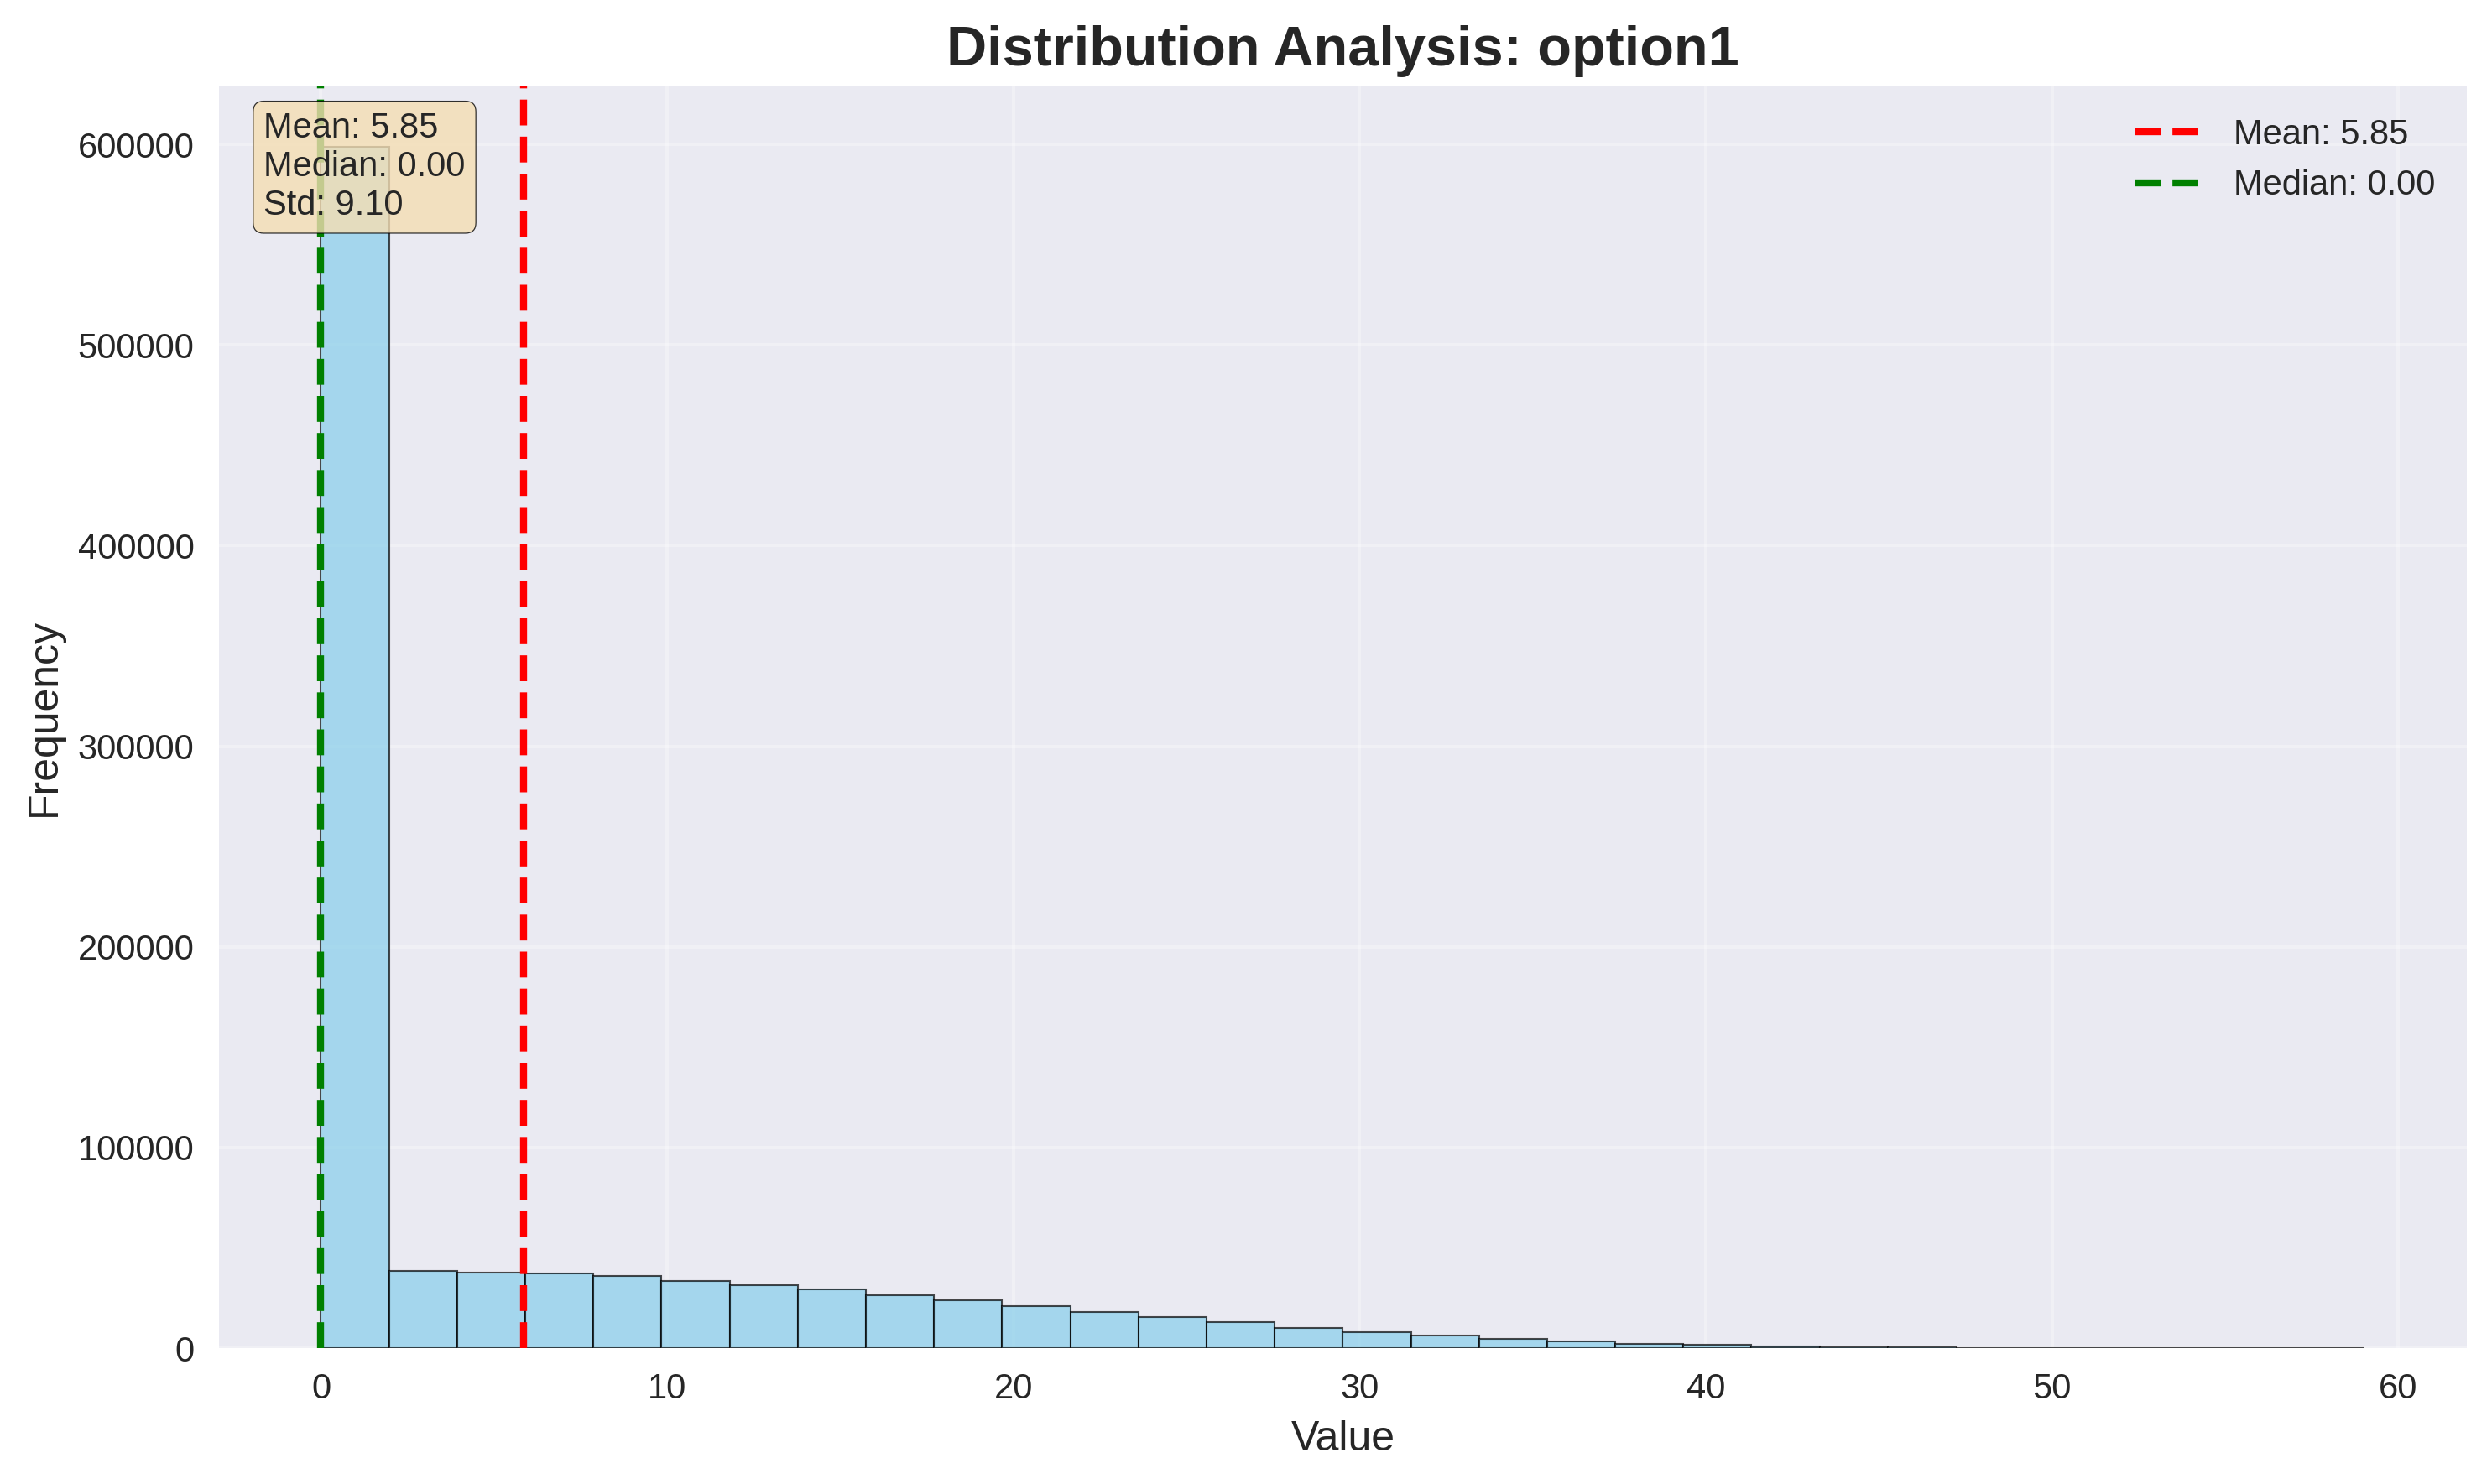 Distribution Analysis: option1
Mean: 5.85
Median: 0.00
Std: 9.10
Mean: 5.85
Median: 0.00
Frequency
600000
500000
400000
300000
200000
100000
0
0 10 20 30 40 50 60
Value